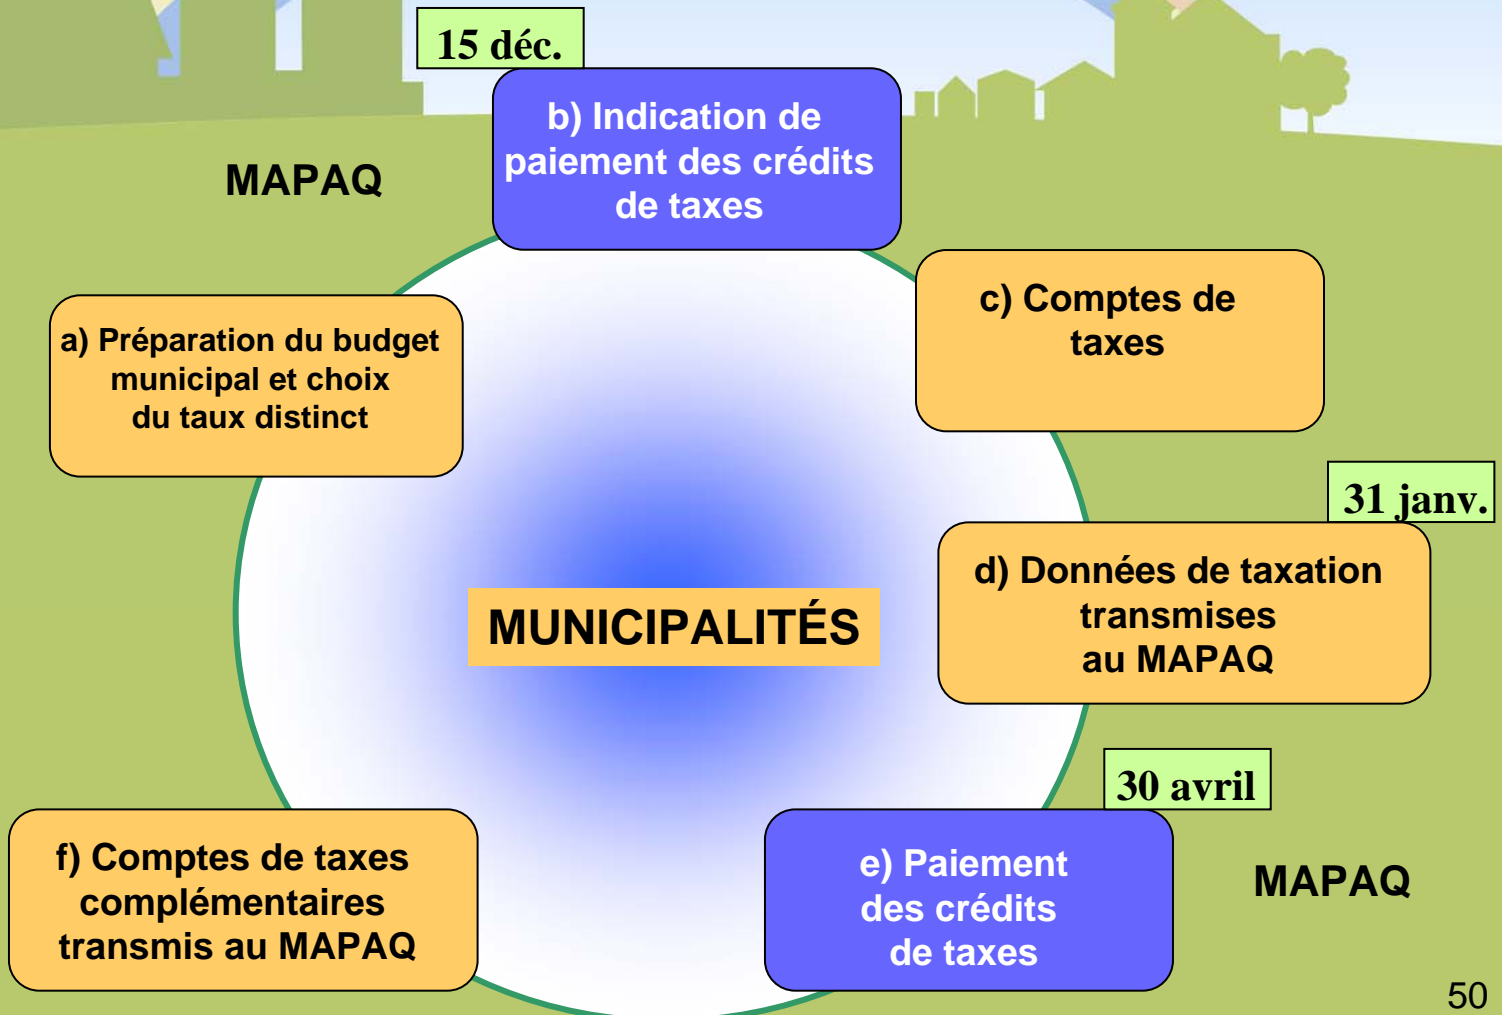 15 déc.
b) Indication de
paiement des crédits
de taxes
MAPAQ
c) Comptes de
taxes
a) Préparation du budget
municipal et choix
du taux distinct
31 janv.
d) Données de taxation
transmises
au MAPAQ
MUNICIPALITÉS
30 avril
e) Paiement
des crédits
de taxes
MAPAQ
f) Comptes de taxes
complémentaires
transmis au MAPAQ
50